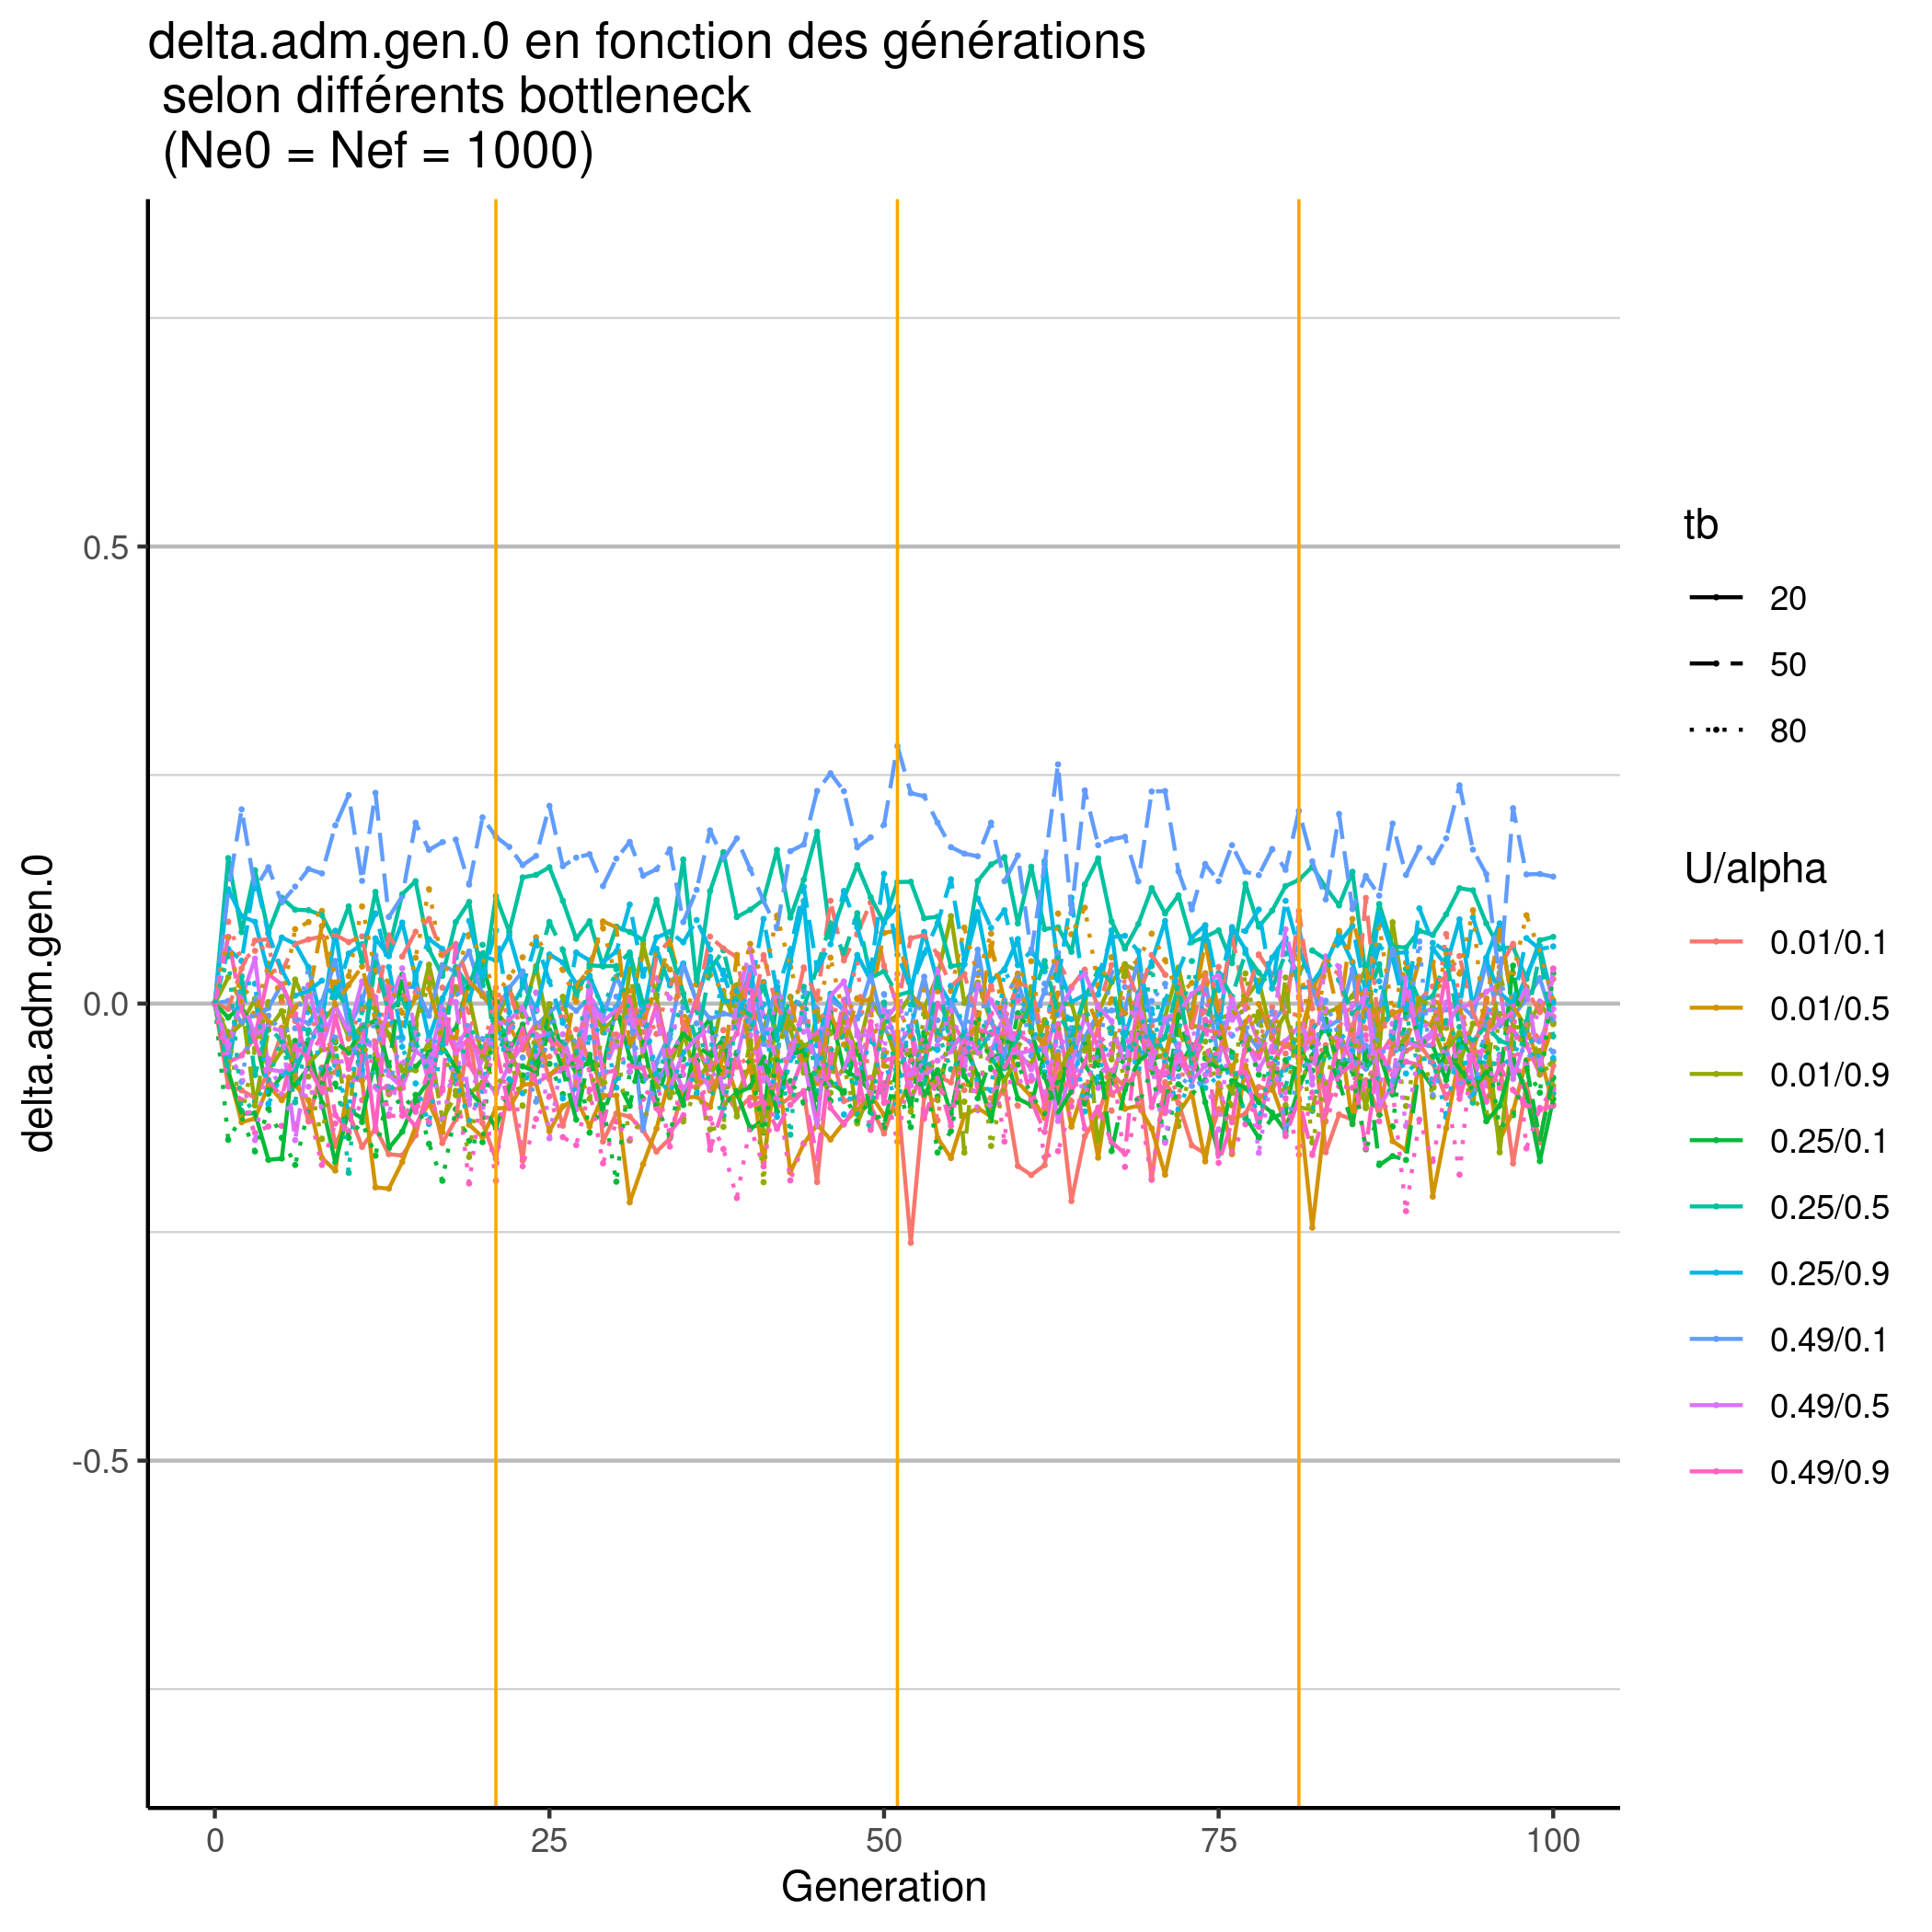 delta.adm.gen.0 en fonction des générations
selon différents bottleneck
(Ne0 = Nef = 1000)
delta.adm.gen.0
0.5
0.0
-0.5
0
25
50
75
100
Generation
tb
20
50
80
U/alpha
0.01/0.1
0.01/0.5
0.01/0.9
0.25/0.1
0.25/0.5
0.25/0.9
0.49/0.1
0.49/0.5
0.49/0.9